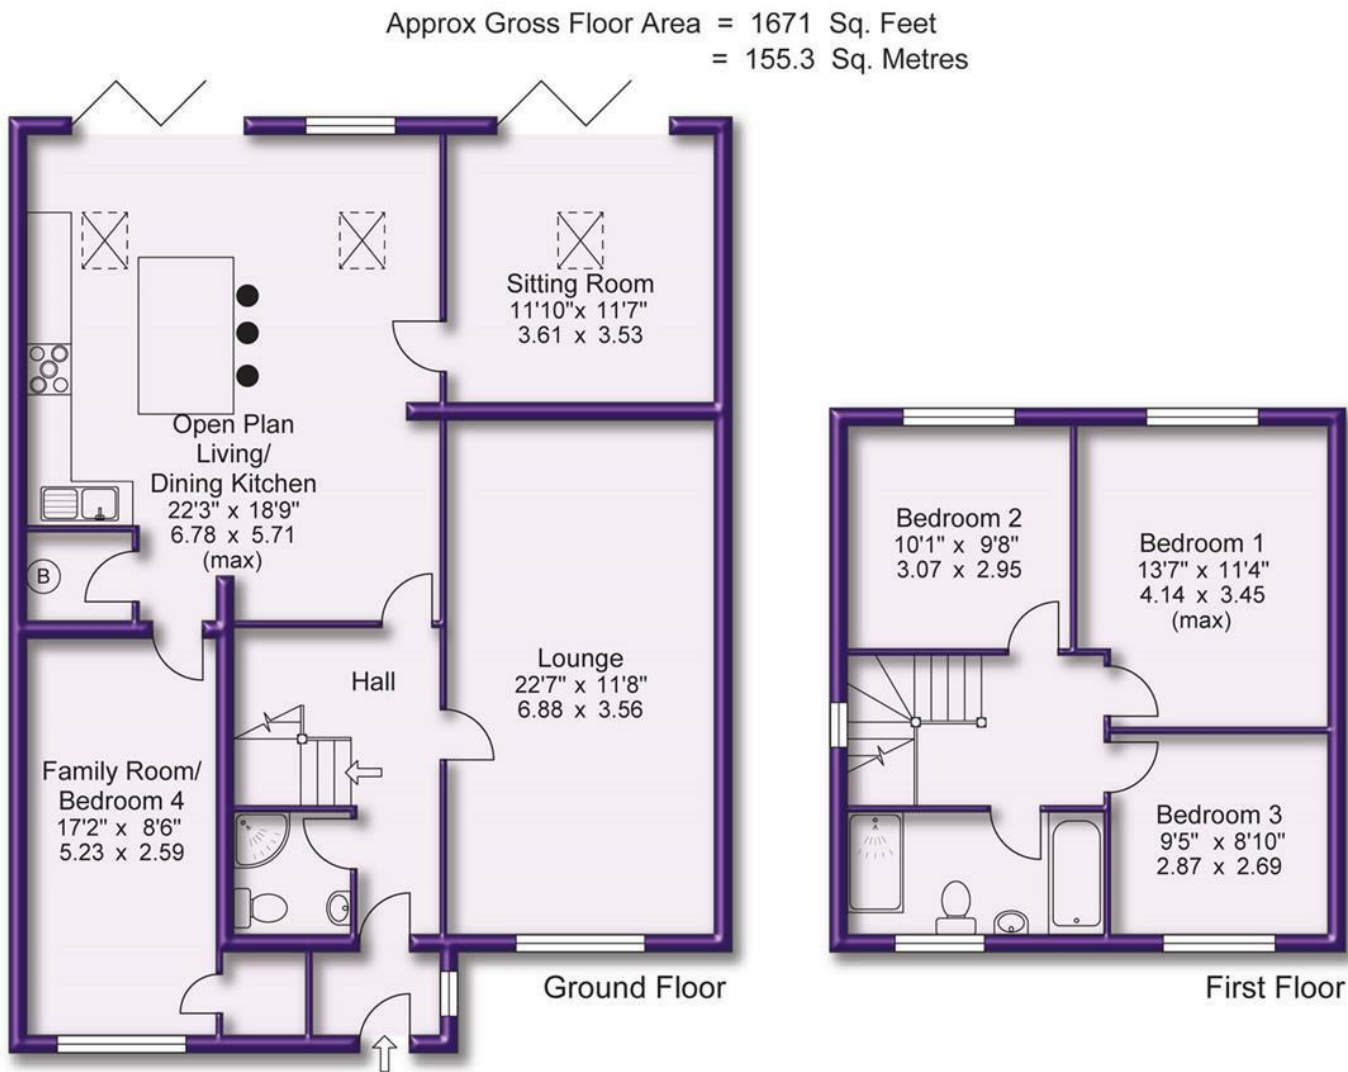 Approx Gross Floor Area = 1671 Sq. Feet
= 155.3 Sq. Metres
Sitting Room
11'10"x 11'7"
3.61 x 3.53
Open Plan
Living/
Dining Kitchen
22'3" x 18'9"
6.78 x 5.71
(max)
B
Hall
Lounge
22'7" x 11'8"
6.88 x 3.56
Family Room/
Bedroom 4
17'2" x 8'6"
5.23 x 2.59
Ground Floor
Bedroom 2
10'1" x 9'8"
3.07 x 2.95
Bedroom 1
13'7" x 11'4"
4.14 x 3.45
(max)
Bedroom 3
9'5" x 8'10"
2.87 x 2.69
First Floor